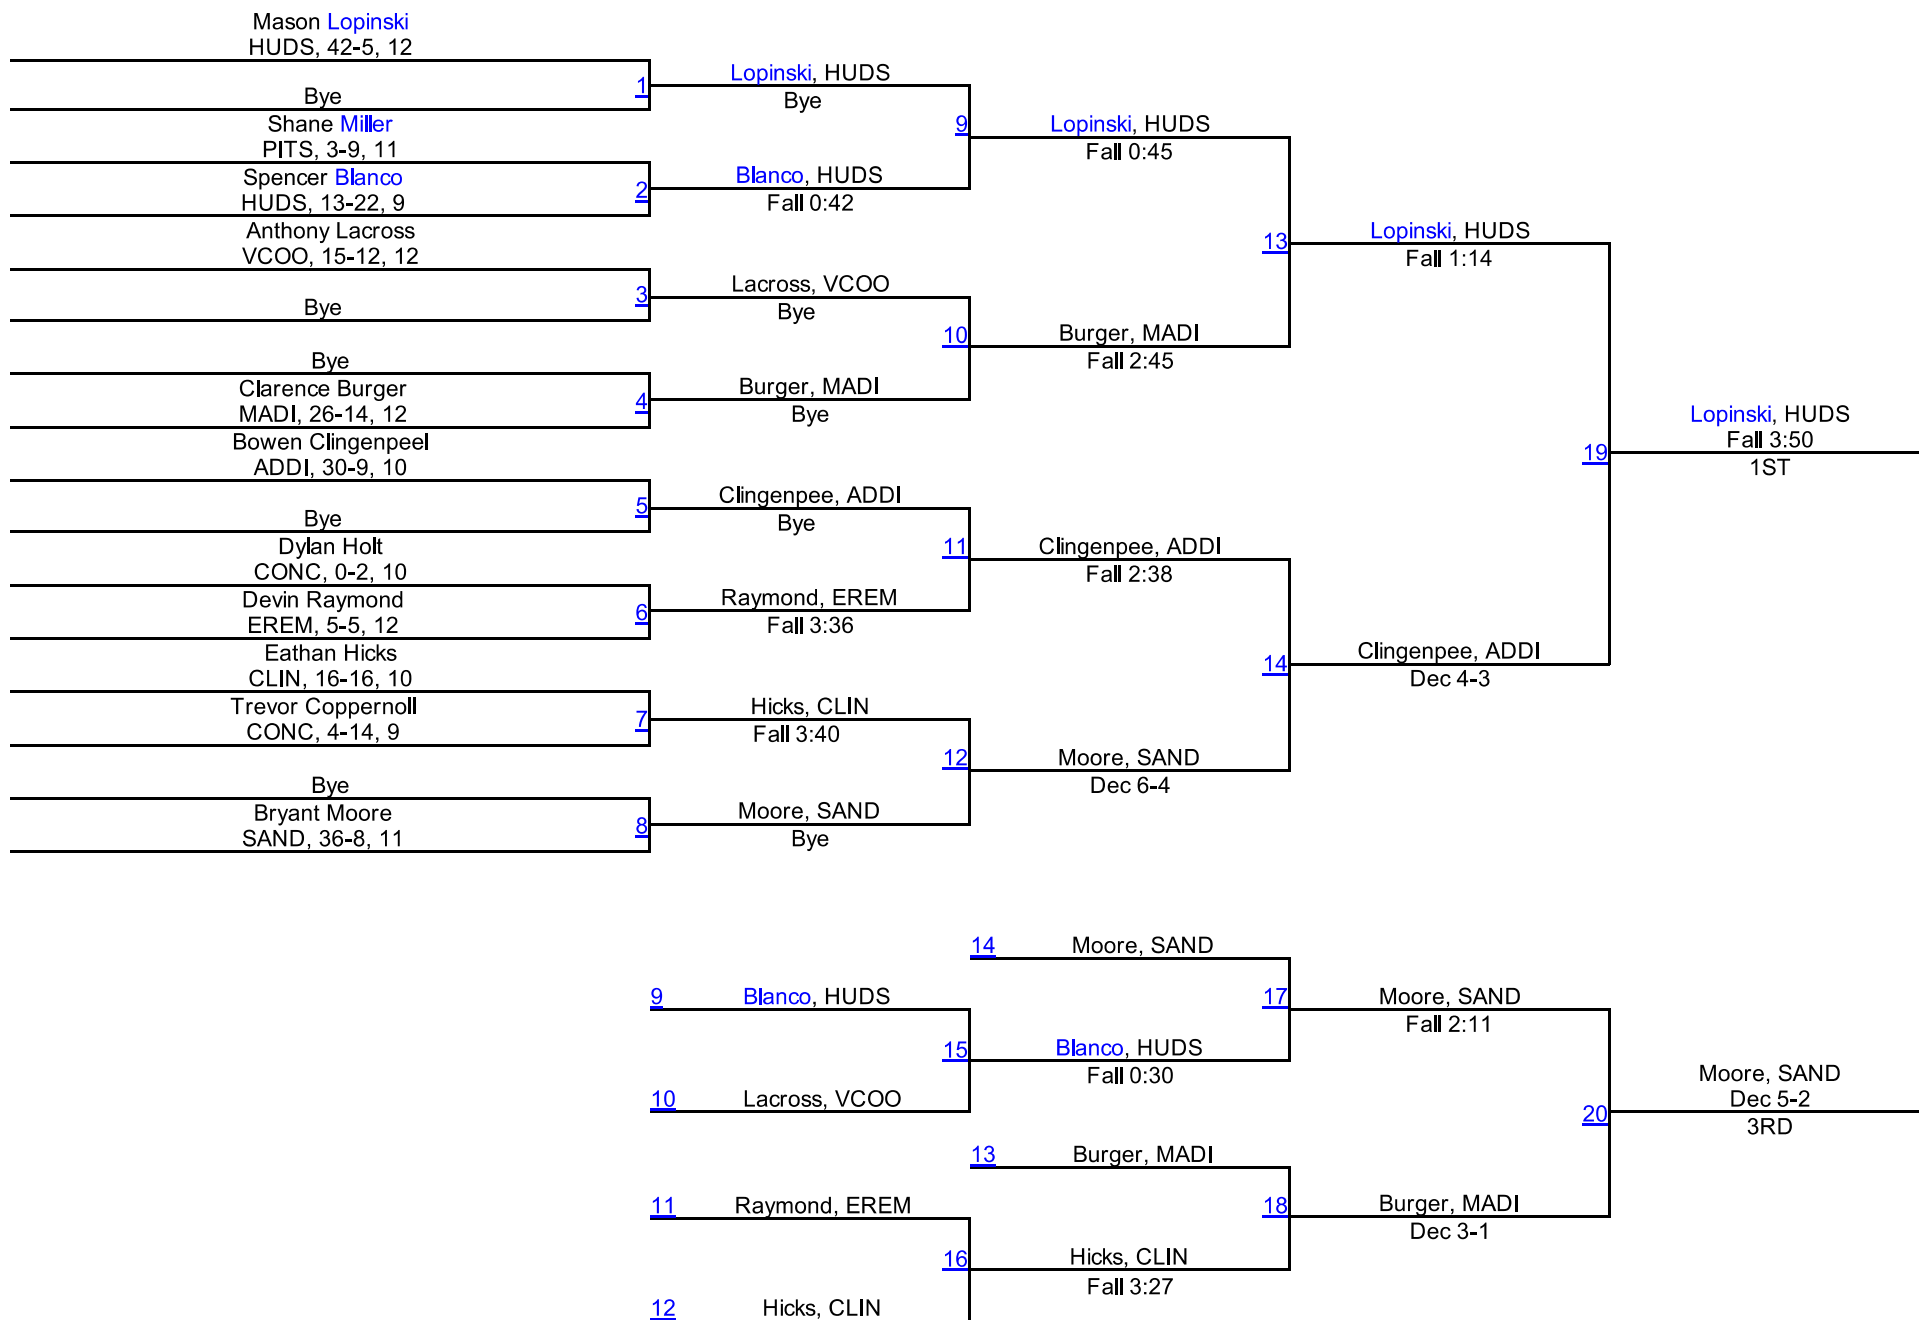 Mason Lopinski
HUDS, 42-5, 12
Bye
Shane Miller
PITS, 3-9, 11
Spencer Blanco
HUDS, 13-22, 9
Anthony Lacross
VCOO, 15-12, 12
Bye
Bye
Clarence Burger
MADI, 26-14, 12
Bowen Clingenpeel
ADDI, 30-9, 10
Bye
Dylan Holt
CONC, 0-2, 10
Devin Raymond
EREM, 5-5, 12
Eathan Hicks
CLIN, 16-16, 10
Trevor Coppernoll
CONC, 4-14, 9
Bye
Bryant Moore
SAND, 36-8, 11
1
2
3
4
5
6
7
8
Lopinski, HUDS
Bye
Blanco, HUDS
Fall 0:42
Lacross, VCOO
Bye
Burger, MADI
Bye
Clingenpee, ADDI
Bye
Raymond, EREM
Fall 3:36
Hicks, CLIN
Fall 3:40
Moore, SAND
Bye
9
10
11
12
Lopinski, HUDS
Fall 0:45
Burger, MADI
Fall 2:45
Clingenpee, ADDI
Fall 2:38
Moore, SAND
Dec 6-4
13
14
Lopinski, HUDS
Fall 1:14
Clingenpee, ADDI
Dec 4-3
19
Lopinski, HUDS
Fall 3:50
1ST
9 Blanco, HUDS
10 Lacross, VCOO
11 Raymond, EREM
12 Hicks, CLIN
15
16
14 Moore, SAND
Blanco, HUDS
Fall 0:30
13 Burger, MADI
Hicks, CLIN
Fall 3:27
17
18
Moore, SAND
Fall 2:11
Burger, MADI
Dec 3-1
20
Moore, SAND
Dec 5-2
3RD